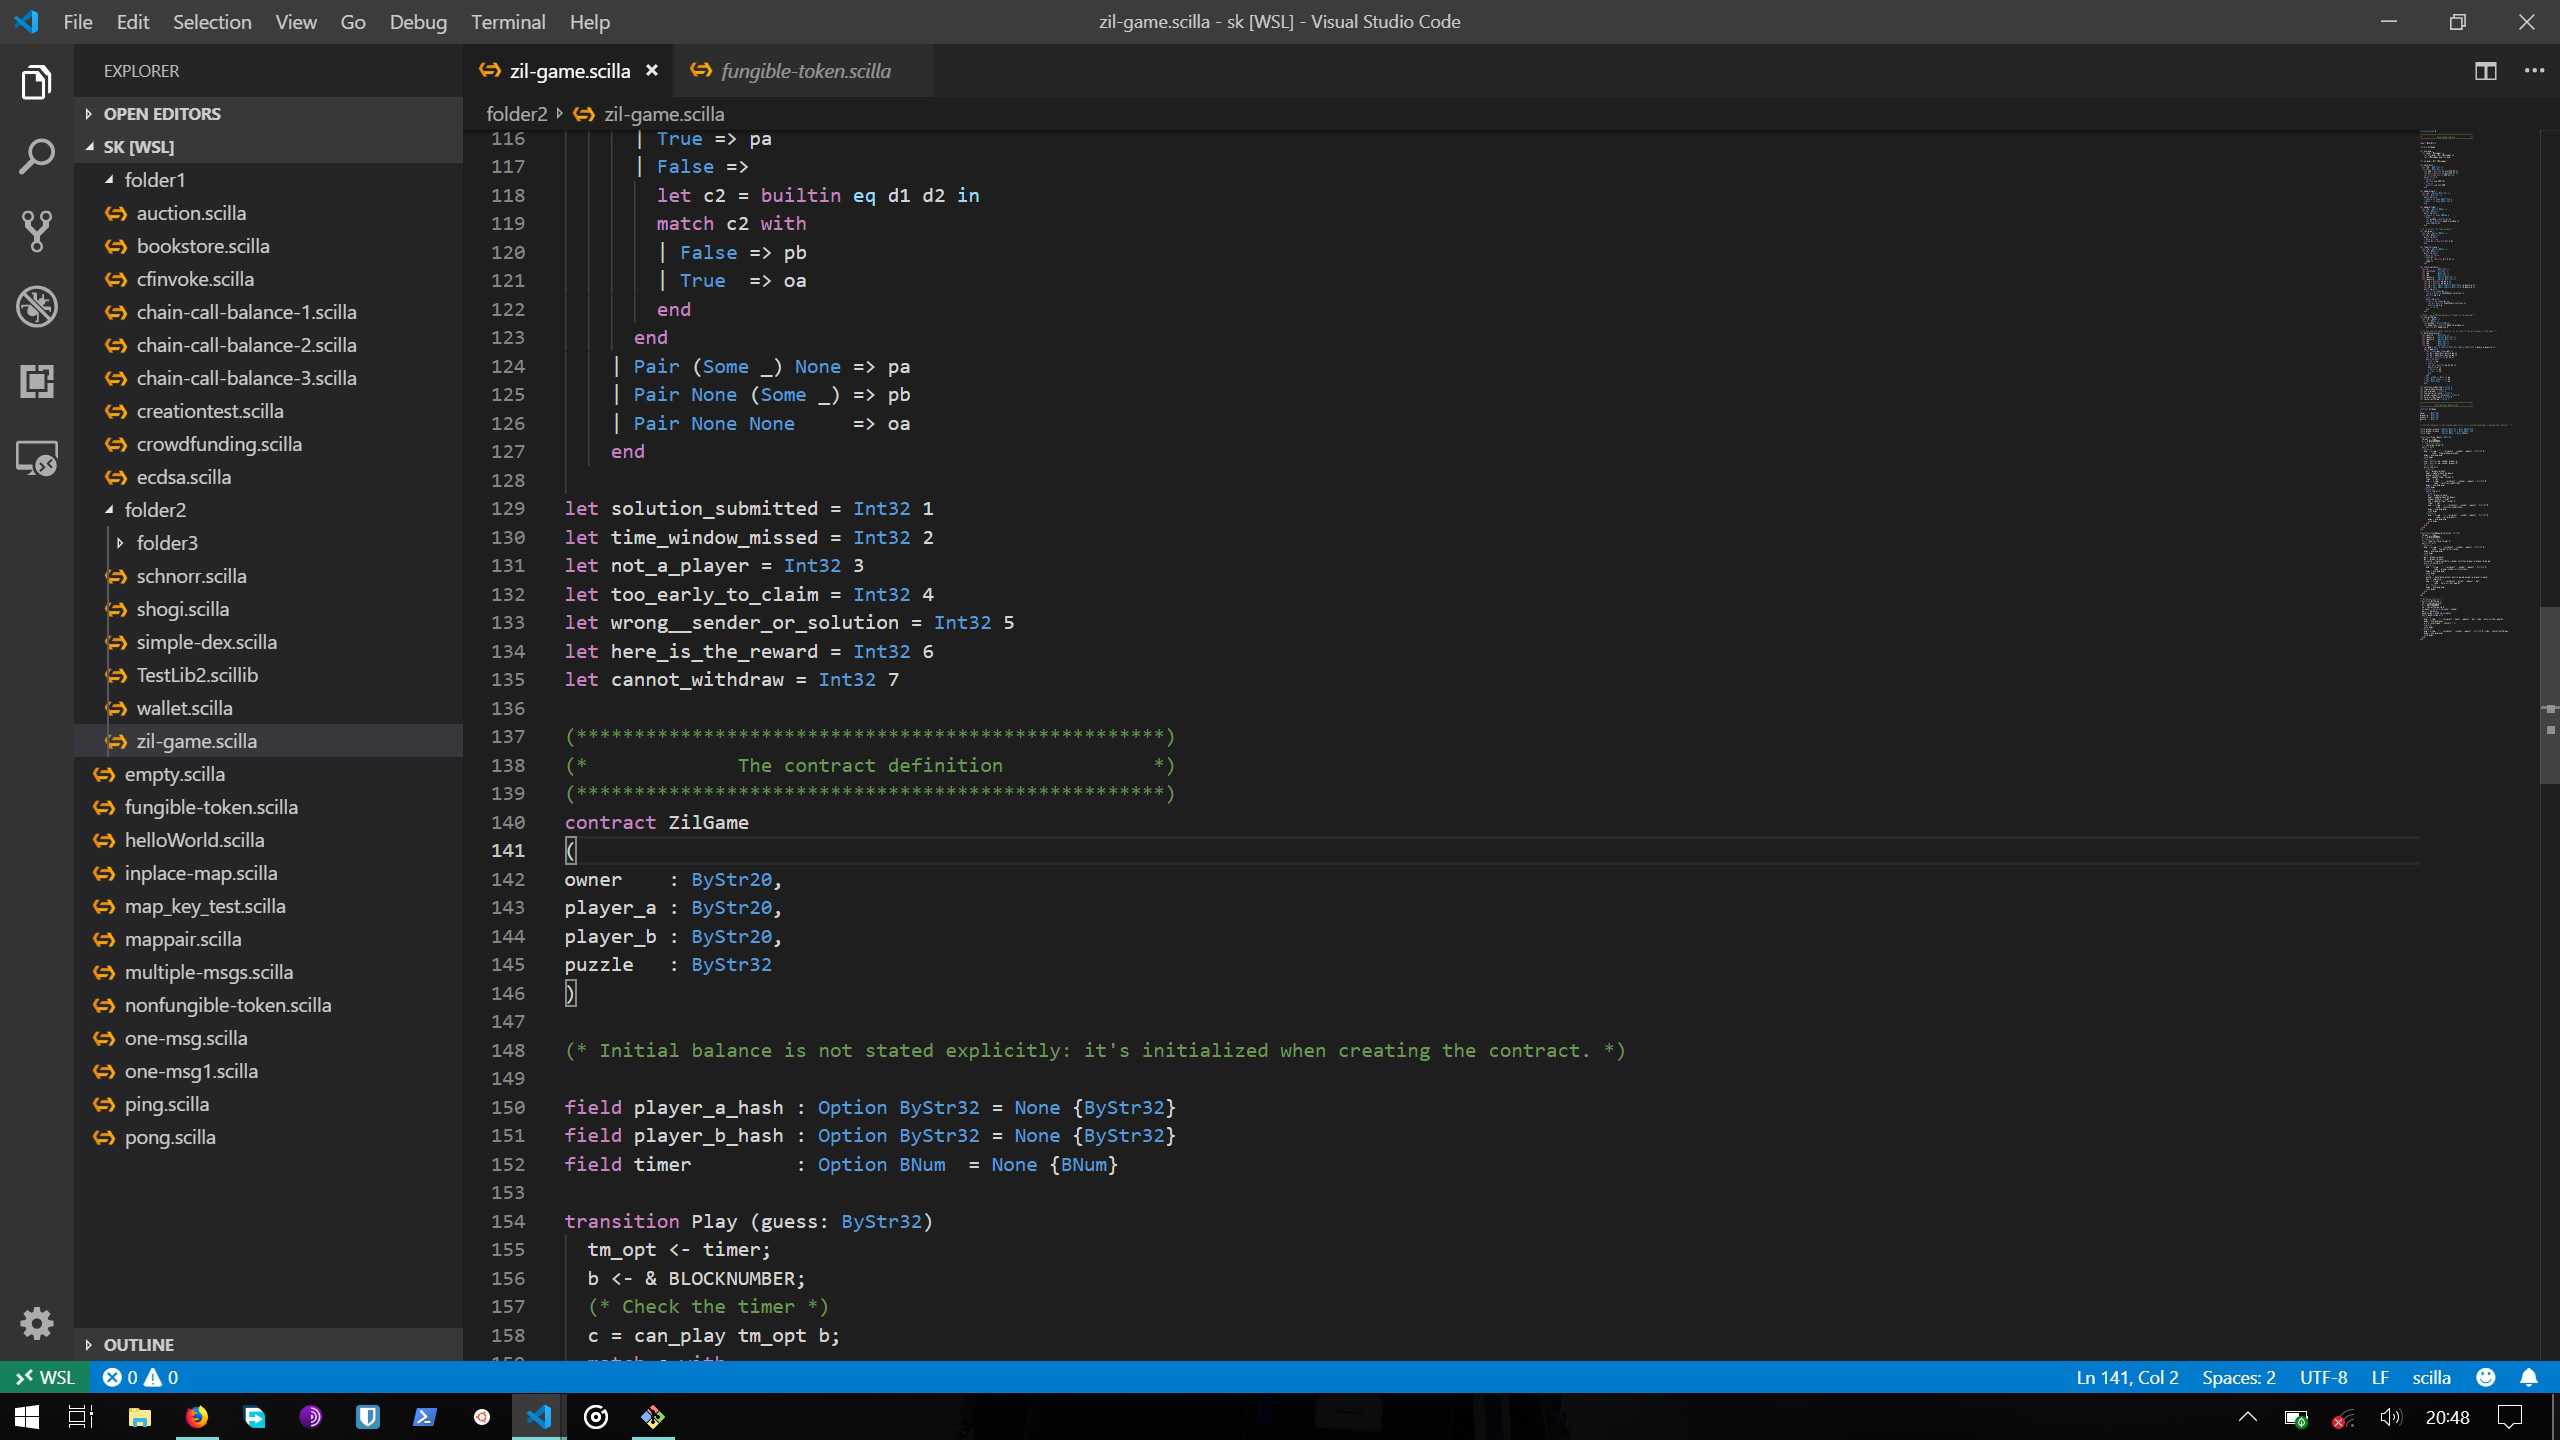 File Edit Selection View Go Debug Terminal Help
zil-game.scilla - sk [WSL] - Visual Studio Code
EXPLORER
OPEN EDITORS
SK [WSL]
folder1
auction.scilla
bookstore.scilla
cfinvoke.scilla
chain-call-balance-1.scilla
chain-call-balance-2.scilla
chain-call-balance-3.scilla
creationtest.scilla
crowdfunding.scilla
ecdsa.scilla
folder2
folder3
schnorr.scilla
shogi.scilla
simple-dex.scilla
TestLib2.scillib
wallet.scilla
zil-game.scilla
empty.scilla
fungible-token.scilla
helloWorld.scilla
inplace-map.scilla
map_key_test.scilla
mappair.scilla
multiple-msgs.scilla
nonfungible-token.scilla
one-msg.scilla
one-msg1.scilla
ping.scilla
pong.scilla
OUTLINE
zil-game.scilla
fungible-token.scilla
folder2 zil-game.scilla
116 | True => pa
117 | False =>
118 let c2 = builtin eq d1 d2 in
119 match c2 with
120 | False => pb
121 | True  => oa
122 end
123 end
124 | Pair (Some _) None => pa
125 | Pair None (Some _) => pb
126 | Pair None None     => oa
127 end
128
129 let solution_submitted = Int32 1
130 let time_window_missed = Int32 2
131 let not_a_player = Int32 3
132 let too_early_to_claim = Int32 4
133 let wrong__sender_or_solution = Int32 5
134 let here_is_the_reward = Int32 6
135 let cannot_withdraw = Int32 7
136
137 (***************************************************)
138 (*             The contract definition             *)
139 (***************************************************)
140 contract ZilGame
141 (
142 owner    : ByStr20,
143 player_a : ByStr20,
144 player_b : ByStr20,
145 puzzle   : ByStr32
146 )
147
148 (* Initial balance is not stated explicitly: it's initialized when creating the contract. *)
149
150 field player_a_hash : Option ByStr32 = None {ByStr32}
151 field player_b_hash : Option ByStr32 = None {ByStr32}
152 field timer         : Option BNum  = None {BNum}
153
154 transition Play (guess: ByStr32)
155 tm_opt <- timer;
156 b <- & BLOCKNUMBER;
157 (* Check the timer *)
158 c = can_play tm_opt b;
WSL 0 0
Ln 141, Col 2 Spaces: 2 UTF-8 LF scilla
20:48